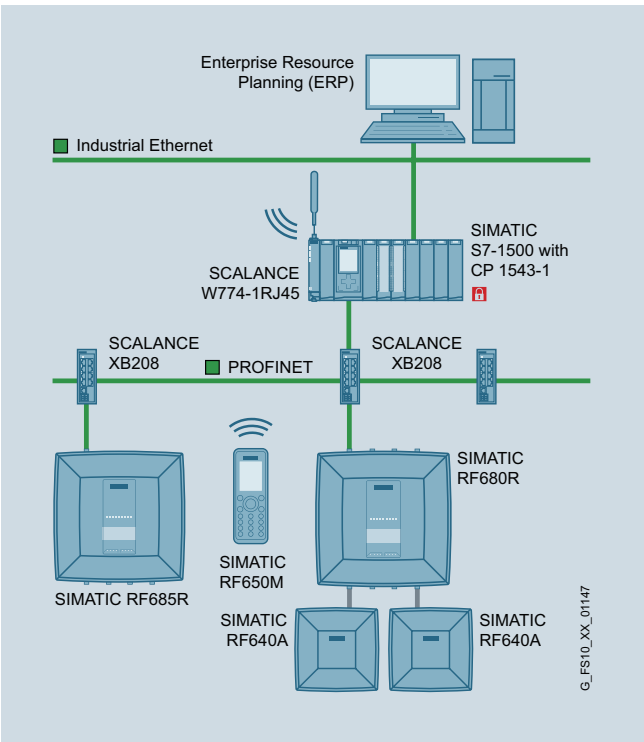 Enterprise Resource
Planning (ERP)
Industrial Ethernet
SIMATIC
S7-1500 with
CP 1543-1
SCALANCE
W774-1RJ45
SCALANCE
XB208
PROFINET
SCALANCE
XB208
SIMATIC
RF680R
SIMATIC
RF650M
SIMATIC RF685R
SIMATIC
RF640A
SIMATIC
RF640A
G_FS10_XX_01147